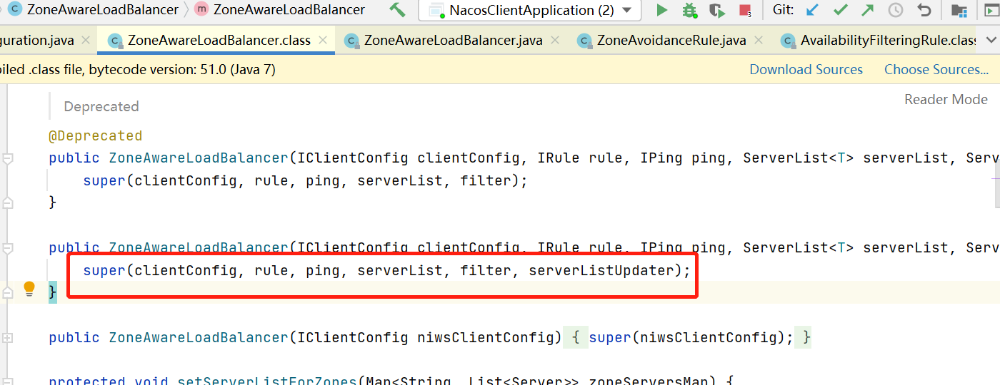 ZoneAwareLoadBalancer ZoneAwareLoadBalancer NacosClientApplication (2) Git:
guration.java ZoneAwareLoadBalancer.class ZoneAwareLoadBalancer.java ZoneAvoidanceRule.java AvailabilityFilteringRule.class
piled .class file, bytecode version: 51.0 (Java 7) Download Sources Choose Sources...
Reader Mode
Deprecated
@Deprecated
public ZoneAwareLoadBalancer(IClientConfig clientConfig, IRule rule, IPing ping, ServerList<T> serverList, Serv
super(clientConfig, rule, ping, serverList, filter);
}
public ZoneAwareLoadBalancer(IClientConfig clientConfig, IRule rule, IPing ping, ServerList<T> serverList, Serv
super(clientConfig, rule, ping, serverList, filter, serverListUpdater);
}
public ZoneAwareLoadBalancer(IClientConfig niwsClientConfig) { super(niwsClientConfig); }
protected void setServerListForZones(Map<String, List<Server>> zoneServersMap) {